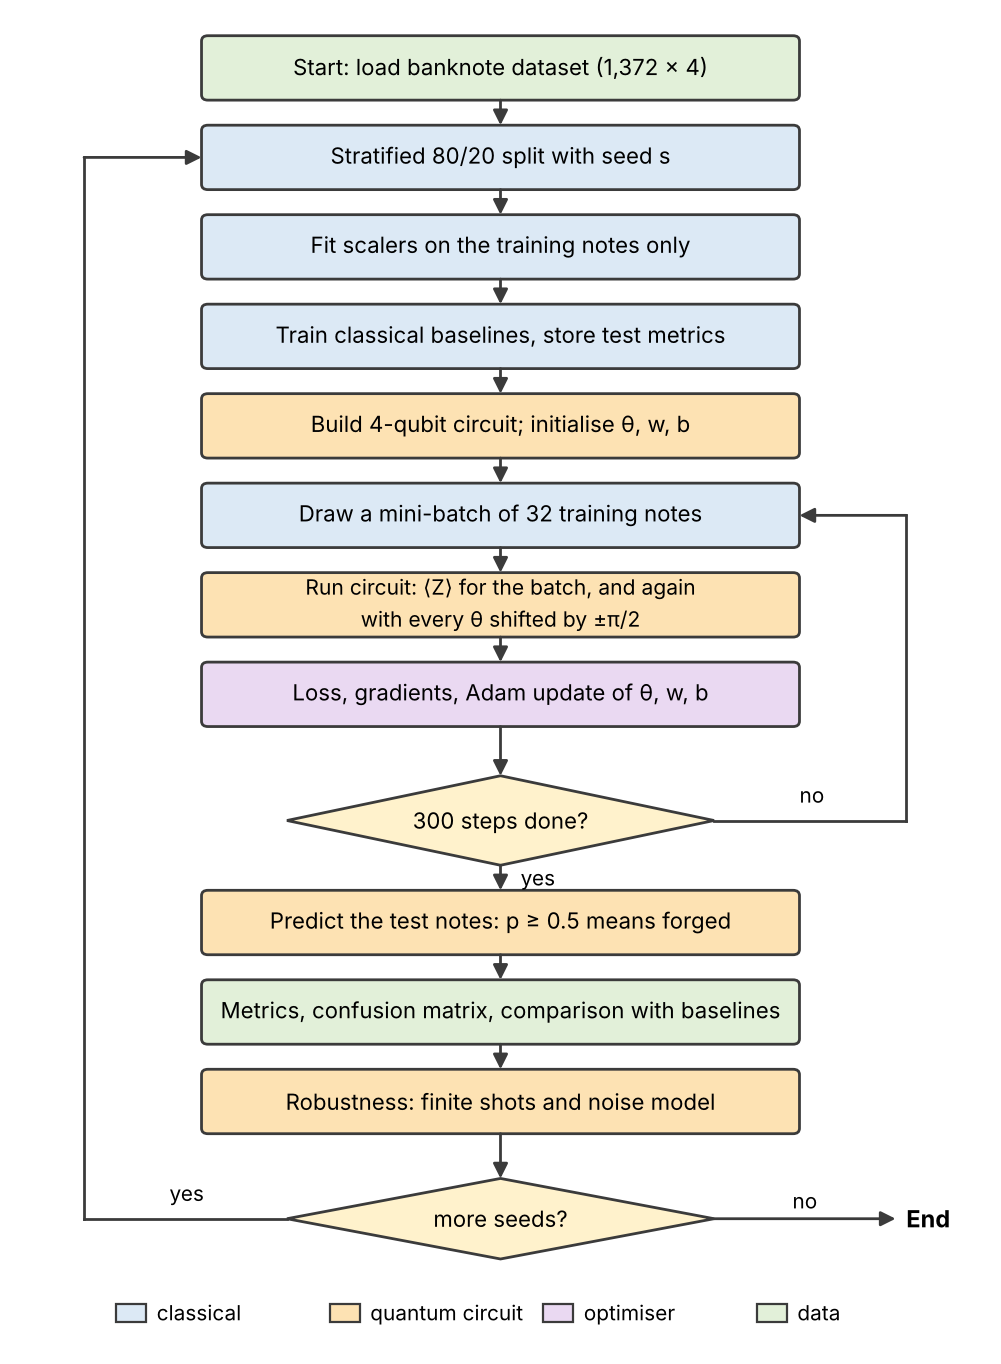 Start: load banknote dataset (1,372 × 4)
Stratified 80/20 split with seed s
Fit scalers on the training notes only
Train classical baselines, store test metrics
Build 4-qubit circuit; initialise θ, w, b
Draw a mini-batch of 32 training notes
Run circuit: ⟨Z⟩ for the batch, and again
with every θ shifted by ±π/2
Loss, gradients, Adam update of θ, w, b
300 steps done?
no
yes
Predict the test notes: p ≥ 0.5 means forged
Metrics, confusion matrix, comparison with baselines
Robustness: finite shots and noise model
yes
more seeds?
no
End
classical
quantum circuit
optimiser
data